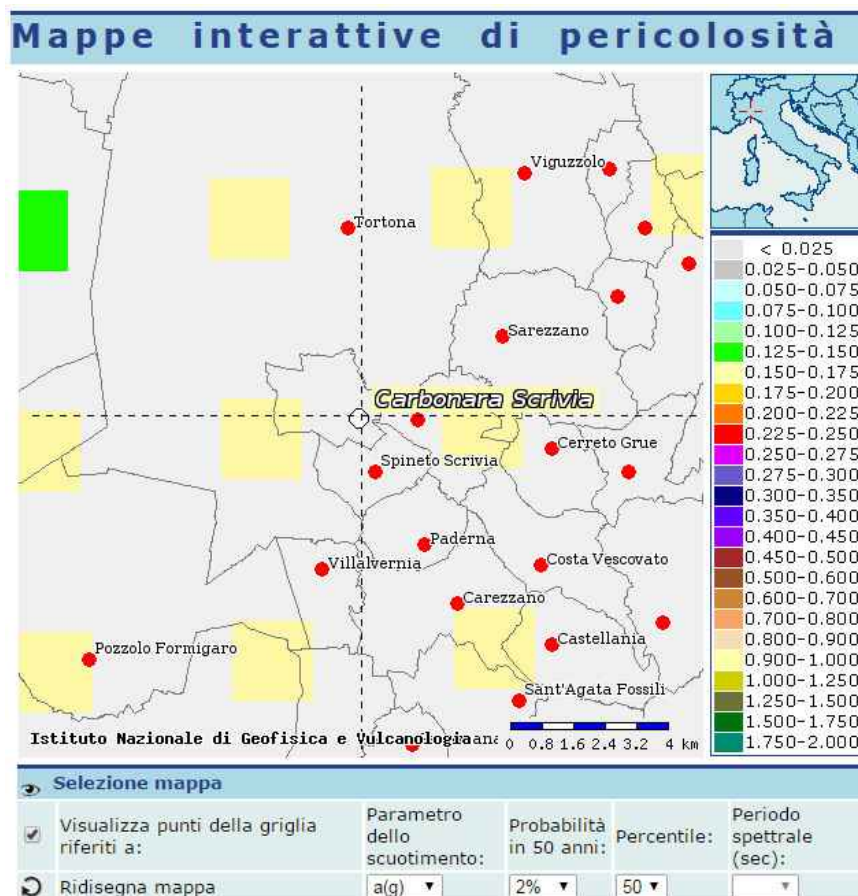 Mappe interattive di pericolosità
Viguzzolo
Tortona
Sarezzano
Carbonara Scrivia
Cerreto Grue
Spineto Scrivia
Paderna
Villalvernia
Costa Vescovato
Carezzano
Castellania
Pozzolo Formigaro
Sant'Agata Fossili
Istituto Nazionale di Geofisica e Vulcanologia
0 0.8 1.6 2.4 3.2 4 km
< 0.025
0.025-0.050
0.050-0.075
0.075-0.100
0.100-0.125
0.125-0.150
0.150-0.175
0.175-0.200
0.200-0.225
0.225-0.250
0.250-0.275
0.275-0.300
0.300-0.350
0.350-0.400
0.400-0.450
0.450-0.500
0.500-0.600
0.600-0.700
0.700-0.800
0.800-0.900
0.900-1.000
1.000-1.250
1.250-1.500
1.500-1.750
1.750-2.000
Selezione mappa
Visualizza punti della griglia
riferiti a:
Parametro
dello
scuotimento:
Probabilità
in 50 anni:
Percentile:
Periodo
spettrale
(sec):
Ridisegna mappa
a(g)
2%
50